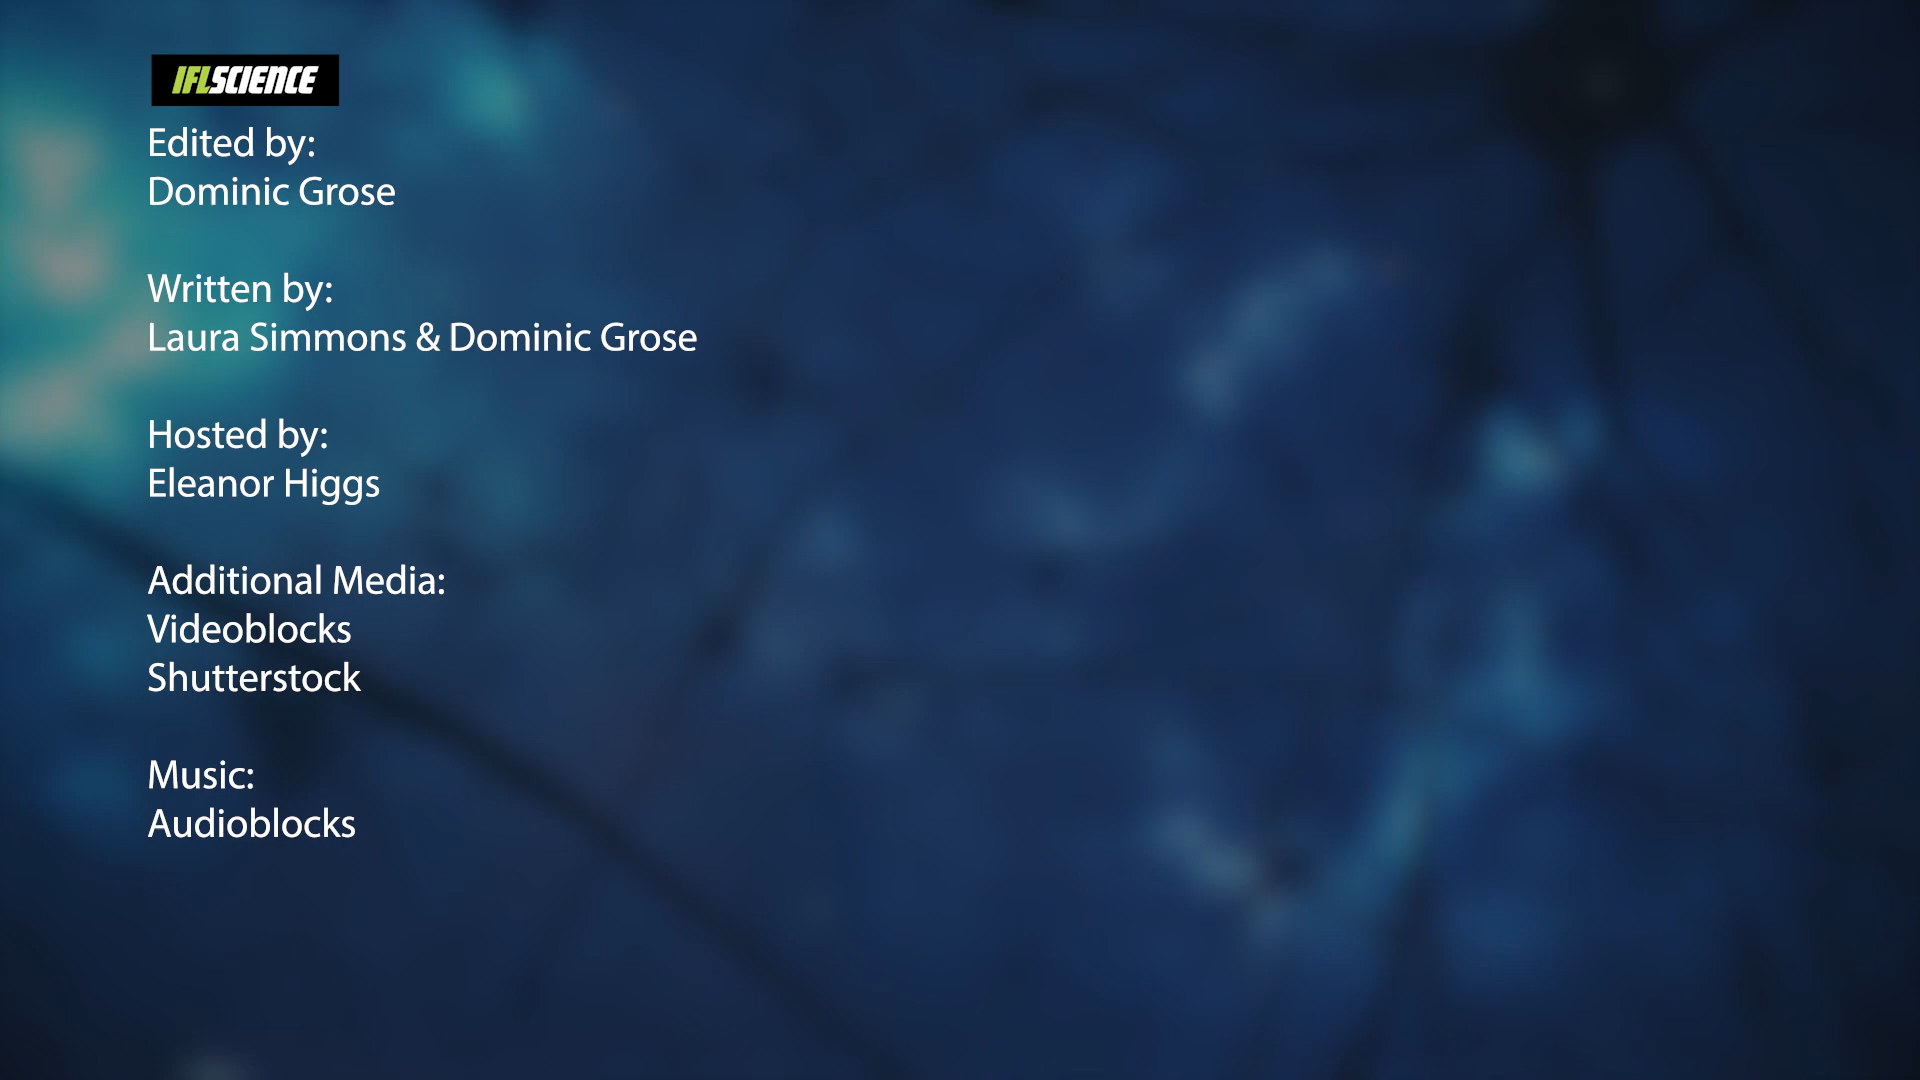 IFLSCIENCE
Edited by:
Dominic Grose
Written by:
Laura Simmons & Dominic Grose
Hosted by:
Eleanor Higgs
Additional Media:
Videoblocks
Shutterstock
Music:
Audioblocks